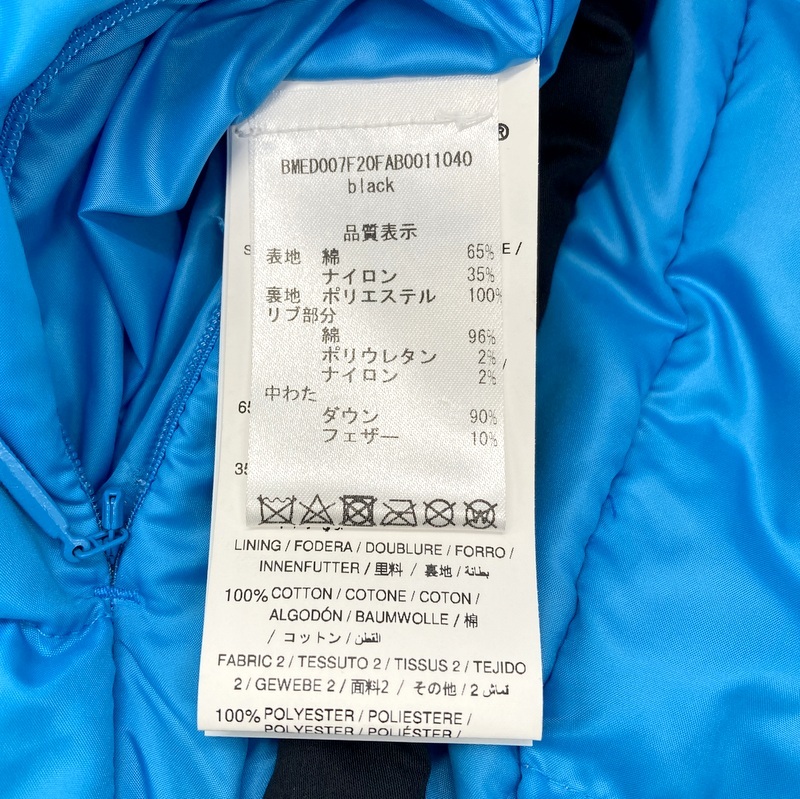 ®
BMED007F20FAB0011040
black
品質表示
表地 綿 65%
ナイロン 35%
裏地 ポリエステル 100%
リブ部分
綿 96%
ポリウレタン 2%
ナイロン 2%
中わた
ダウン 90%
フェザー 10%
S E /
/
65
35
LINING / FODERA / DOUBLURE / FORRO /
INNENFUTTER / 里料 / 裏地 / بطانة
100% COTTON / COTONE / COTON /
ALGODÓN / BAUMWOLLE / 棉
/ コットン / القطن
FABRIC 2 / TESSUTO 2 / TISSUS 2 / TEJIDO
2 / GEWEBE 2 / 面料2 / その他 / 2 قماش
100% POLYESTER / POLIESTERE /
POLYESTER / POLIÉSTER /